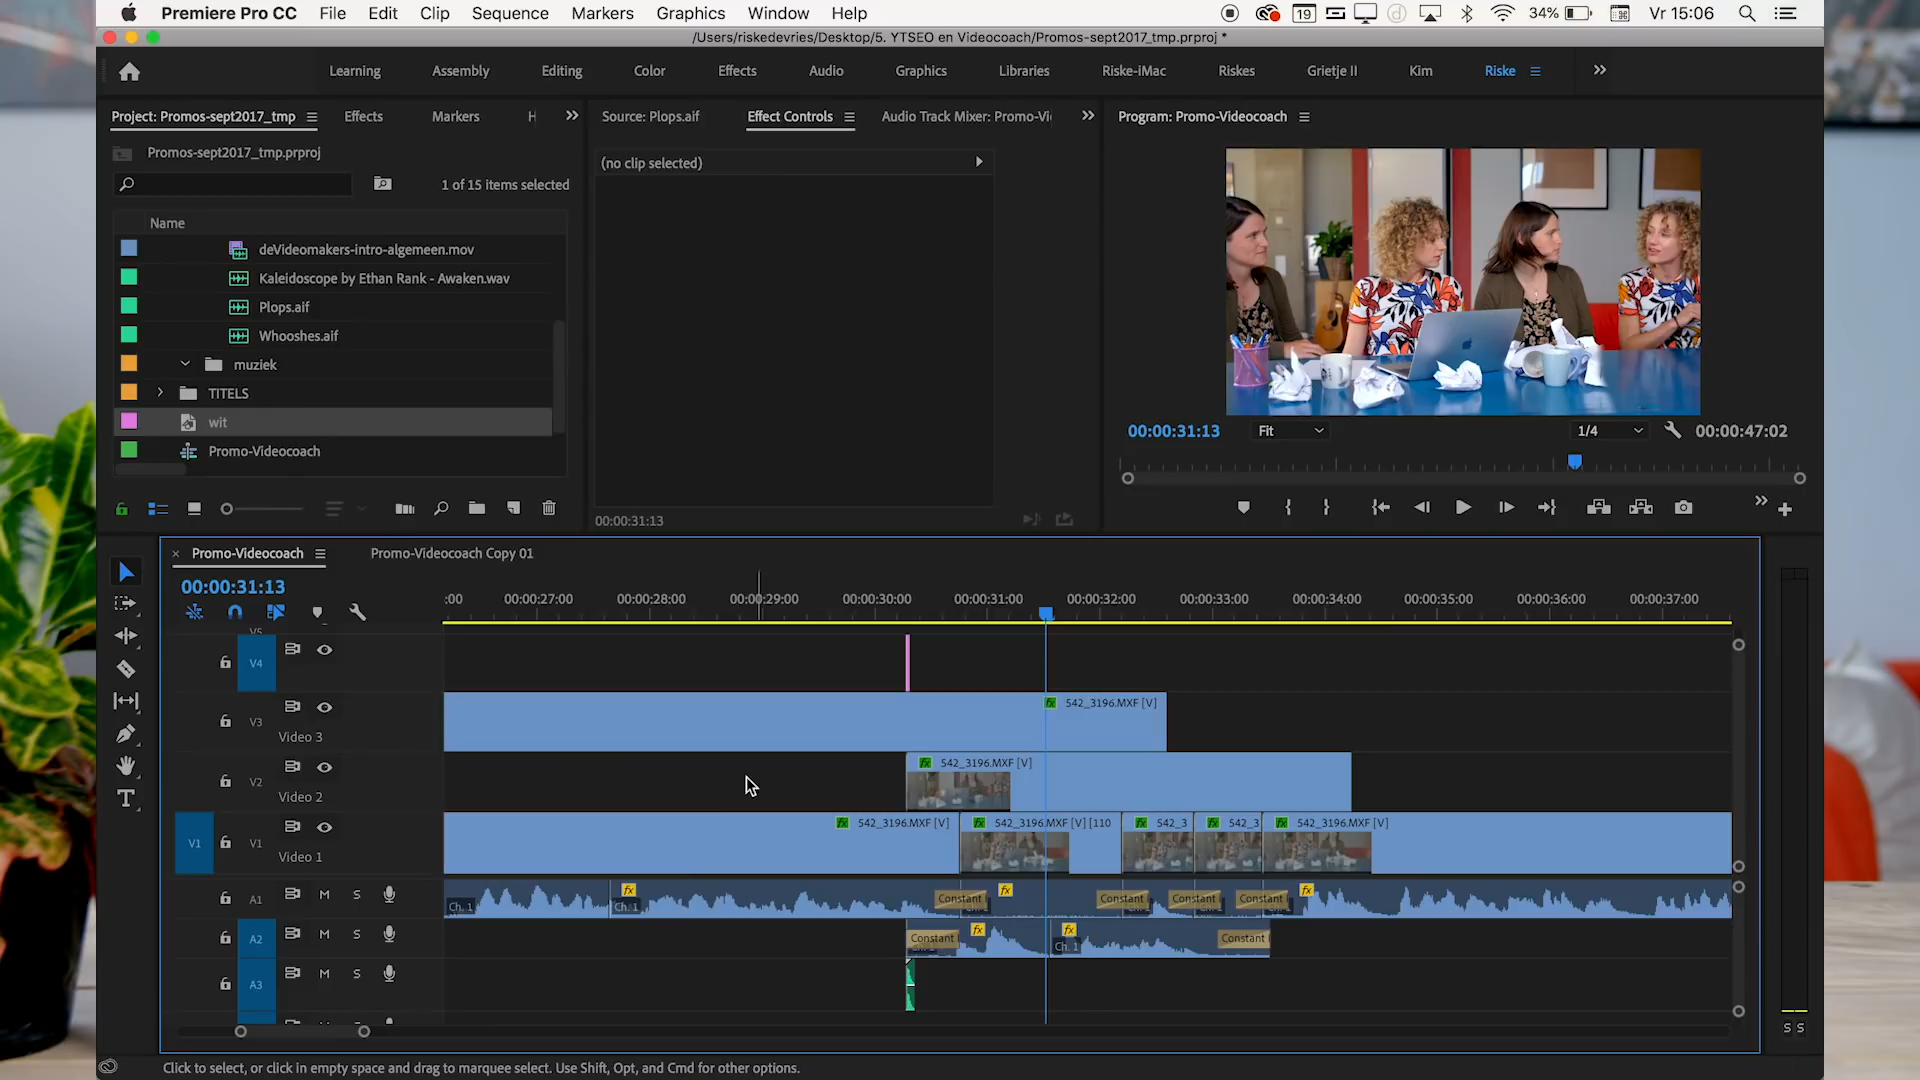 Premiere Pro CC File Edit Clip Sequence Markers Graphics Window Help 19 34% Vr 15:06
/Users/riskedevries/Desktop/5. YTSEO en Videocoach/Promos-sept2017_tmp.prproj *
Learning Assembly Editing Color Effects Audio Graphics Libraries Riske-iMac Riskes Grietje II Kim Riske
Project: Promos-sept2017_tmp Effects Markers H
Source: Plops.aif Effect Controls Audio Track Mixer: Promo-Vi
Program: Promo-Videocoach
Promos-sept2017_tmp.prproj
(no clip selected)
1 of 15 items selected
Name
deVideomakers-intro-algemeen.mov
Kaleidoscope by Ethan Rank - Awaken.wav
Plops.aif
Whooshes.aif
muziek
TITELS
wit
Promo-Videocoach
00:00:31:13
00:00:31:13 Fit 1/4 00:00:47:02
Promo-Videocoach Promo-Videocoach Copy 01
00:00:31:13
:00 00:00:27:00 00:00:28:00 00:00:29:00 00:00:30:00 00:00:31:00 00:00:32:00 00:00:33:00 00:00:34:00 00:00:35:00 00:00:36:00 00:00:37:00
V5
V4
V3 Video 3 542_3196.MXF [V]
V2 Video 2 542_3196.MXF [V]
V1 V1 Video 1 542_3196.MXF [V] 542_3196.MXF [V] [110 542_3 542_3 542_3196.MXF [V]
A1 M S Ch. 1 Ch. 1 Constant Constant Constant Constant
A2 M S Constant Ch. 1 Constant
A3 M S
S S
Click to select, or click in empty space and drag to marquee select. Use Shift, Opt, and Cmd for other options.